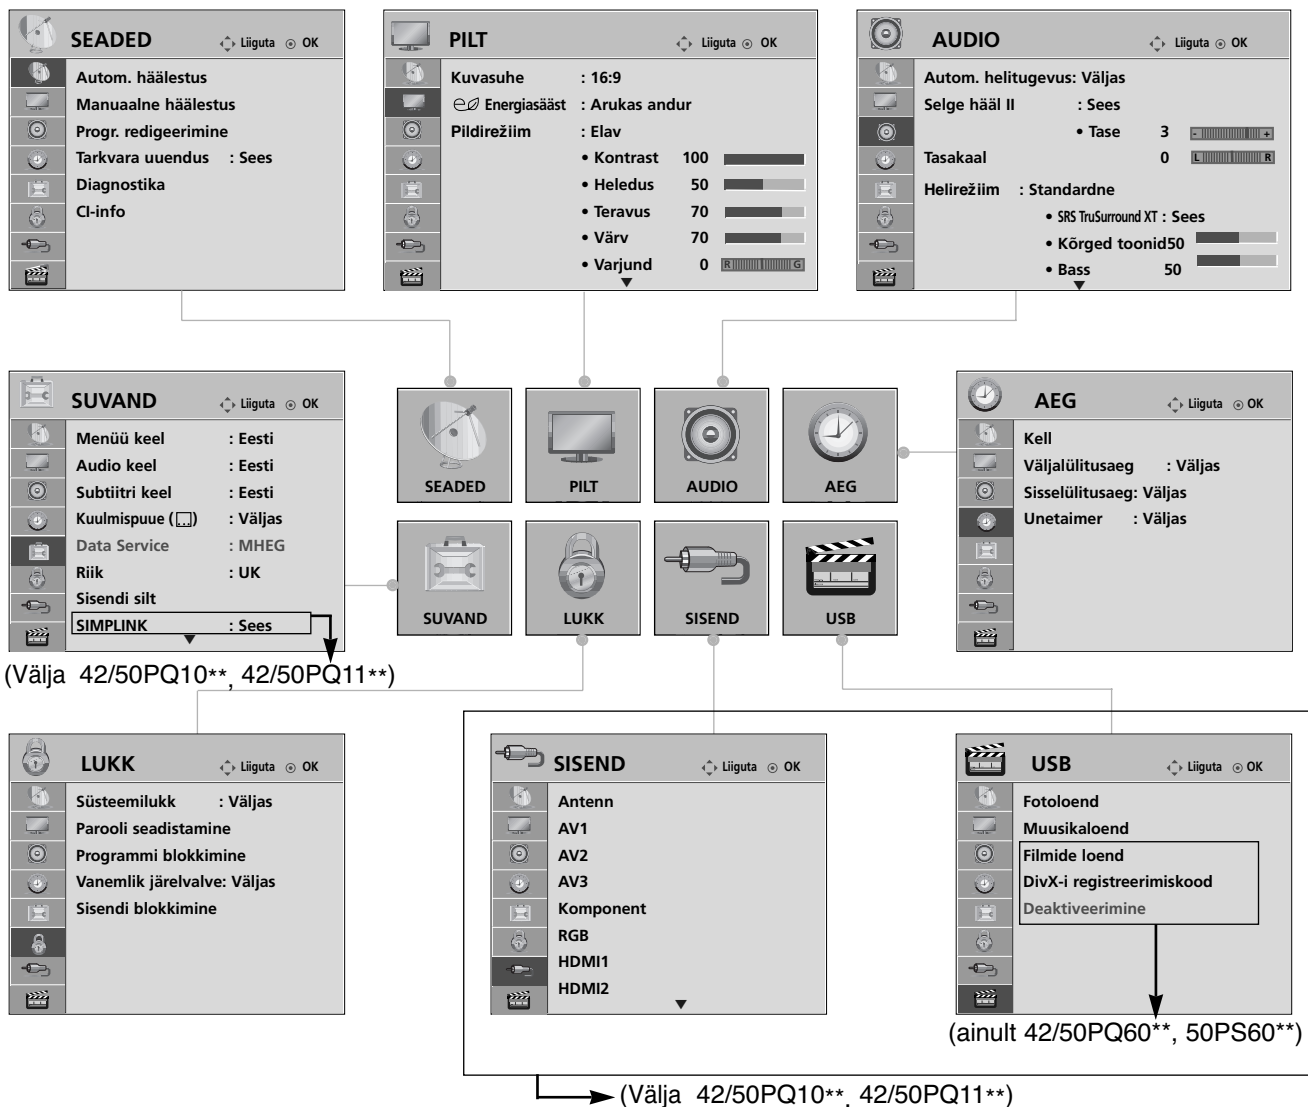 SEADED Liiguta OK
Autom. häälestus
Manuaalne häälestus
Progr. redigeerimine
Tarkvara uuendus : Sees
Diagnostika
CI-info
PILT Liiguta OK
Kuvasuhe : 16:9
Energiasääst : Arukas andur
Pildirežiim : Elav
• Kontrast 100
• Heledus 50
• Teravus 70
• Värv 70
• Varjund 0 R G
AUDIO Liiguta OK
Autom. helitugevus: Väljas
Selge hääl II : Sees
• Tase 3 - +
Tasakaal 0 L R
Helirežiim : Standardne
• SRS TruSurround XT : Sees
• Kõrged toonid50
• Bass 50
SUVAND Liiguta OK
Menüü keel : Eesti
Audio keel : Eesti
Subtiitri keel : Eesti
Kuulmispuue ( ) : Väljas
Data Service : MHEG
Riik : UK
Sisendi silt
SIMPLINK : Sees
(Välja 42/50PQ10**, 42/50PQ11**)
SEADED
PILT
AUDIO
AEG
SUVAND
LUKK
SISEND
USB
AEG Liiguta OK
Kell
Väljalülitusaeg : Väljas
Sisselülitusaeg: Väljas
Unetaimer : Väljas
LUKK Liiguta OK
Süsteemilukk : Väljas
Parooli seadistamine
Programmi blokkimine
Vanemlik järelvalve: Väljas
Sisendi blokkimine
SISEND Liiguta OK
Antenn
AV1
AV2
AV3
Komponent
RGB
HDMI1
HDMI2
USB Liiguta OK
Fotoloend
Muusikaloend
Filmide loend
DivX-i registreerimiskood
Deaktiveerimine
(ainult 42/50PQ60**, 50PS60**)
(Välja 42/50PQ10**, 42/50PQ11**)